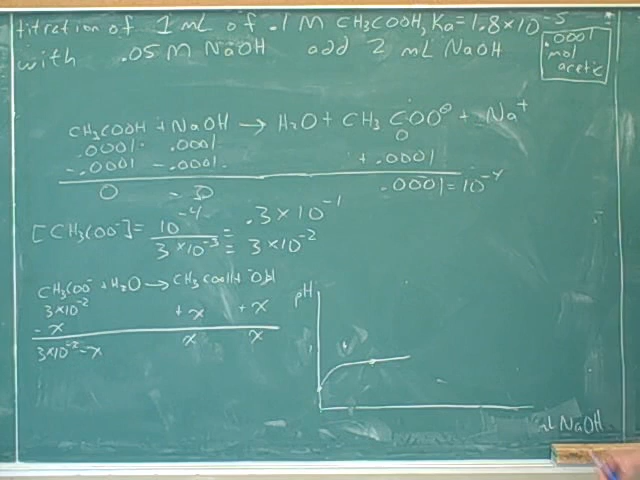 titration of 1 mL of .1 M CH3COOH, Ka = 1.8×10⁻⁵
with .05 M NaOH add 2 mL NaOH
.0001 mol acetic
CH3COOH + NaOH → H2O + CH3COO⊖ + Na⁺
.0001 .0001
-.0001 -.0001 + .0001
0 0 .0001 = 10⁻⁴
[CH3COO⁻] = 10⁻⁴ / 3×10⁻³ = .3×10⁻¹
= 3×10⁻²
CH3COO⁻ + H2O → CH3COOH + OH
3×10⁻² + x + x
- x
3×10⁻² - x x x
pH
mL NaOH